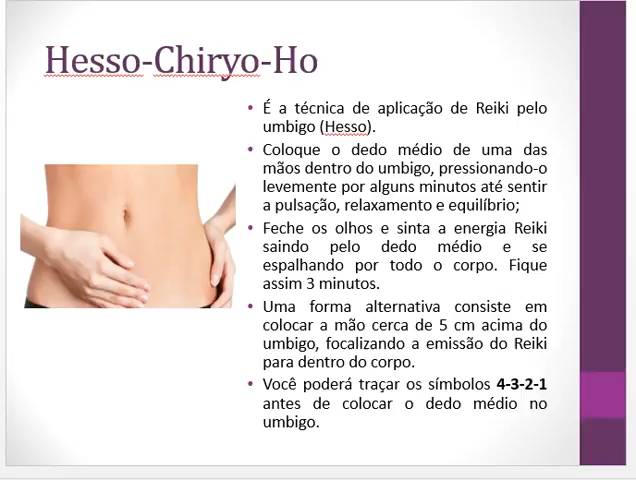 Hesso-Chiryo-Ho
• É a técnica de aplicação de Reiki pelo
umbigo (Hesso).
• Coloque o dedo médio de uma das
mãos dentro do umbigo, pressionando-o
levemente por alguns minutos até sentir
a pulsação, relaxamento e equilíbrio;
• Feche os olhos e sinta a energia Reiki
saindo pelo dedo médio e se
espalhando por todo o corpo. Fique
assim 3 minutos.
• Uma forma alternativa consiste em
colocar a mão cerca de 5 cm acima do
umbigo, focalizando a emissão do Reiki
para dentro do corpo.
• Você poderá traçar os símbolos 4-3-2-1
antes de colocar o dedo médio no
umbigo.